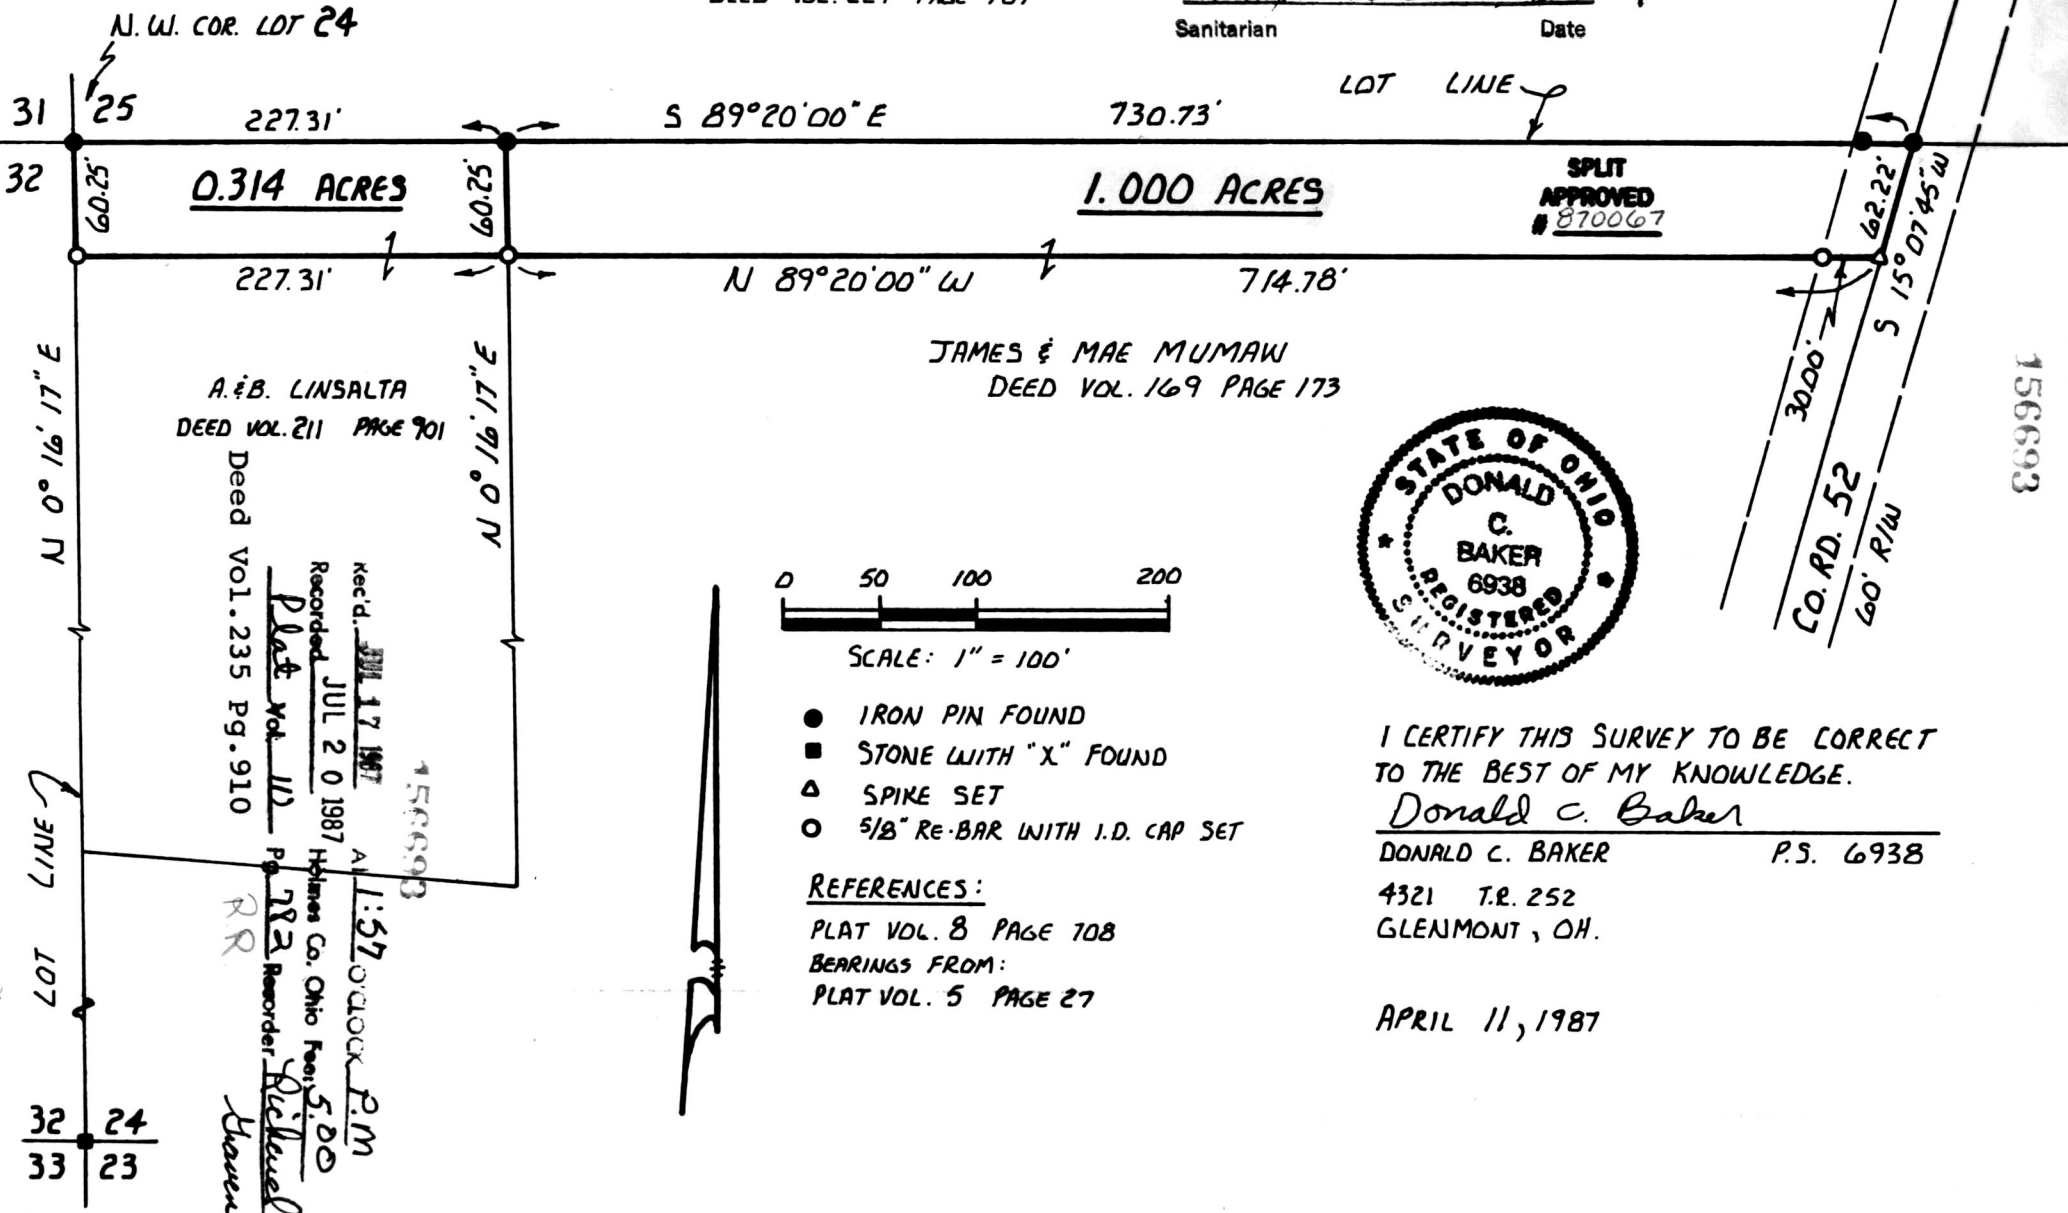 N.W. COR. LOT 24
Sanitarian Date
LOT LINE
31 25
227.31' S 89°20'00" E 730.73'
32
60.25'
0.314 ACRES
60.25'
1.000 ACRES
SPLIT
APPROVED
# 870067
62.22'
S 15°07'45" W
227.31' N 89°20'00" W 714.78'
30.00'
N 0°16'17" E
A.&B. LINSALTA
DEED VOL. 211 PAGE 901
N 0°16'17" E
JAMES & MAE MUMAW
DEED VOL. 169 PAGE 173
156693
CO. RD. 52
60' R/W
STATE OF OHIO
DONALD
C.
BAKER
6938
REGISTERED
SURVEYOR
0 50 100 200
SCALE: 1" = 100'
IRON PIN FOUND
STONE WITH "X" FOUND
SPIKE SET
5/8" RE-BAR WITH I.D. CAP SET
REFERENCES:
PLAT VOL. 8 PAGE 708
BEARINGS FROM:
PLAT VOL. 5 PAGE 27
I CERTIFY THIS SURVEY TO BE CORRECT
TO THE BEST OF MY KNOWLEDGE.
Donald C. Baker
DONALD C. BAKER P.S. 6938
4321 T.R. 252
GLENMONT, OH.
APRIL 11, 1987
156693
Rec'd. JUL 17 1987 At 1:57 O'CLOCK P.M
Recorded JUL 20 1987 Holmes Co. Ohio Fee: 5.00
Plat Vol 10 Pg 782 Recorder
Deed Vol. 235 Pg. 910
R.R
LOT LINE
32 24
33 23